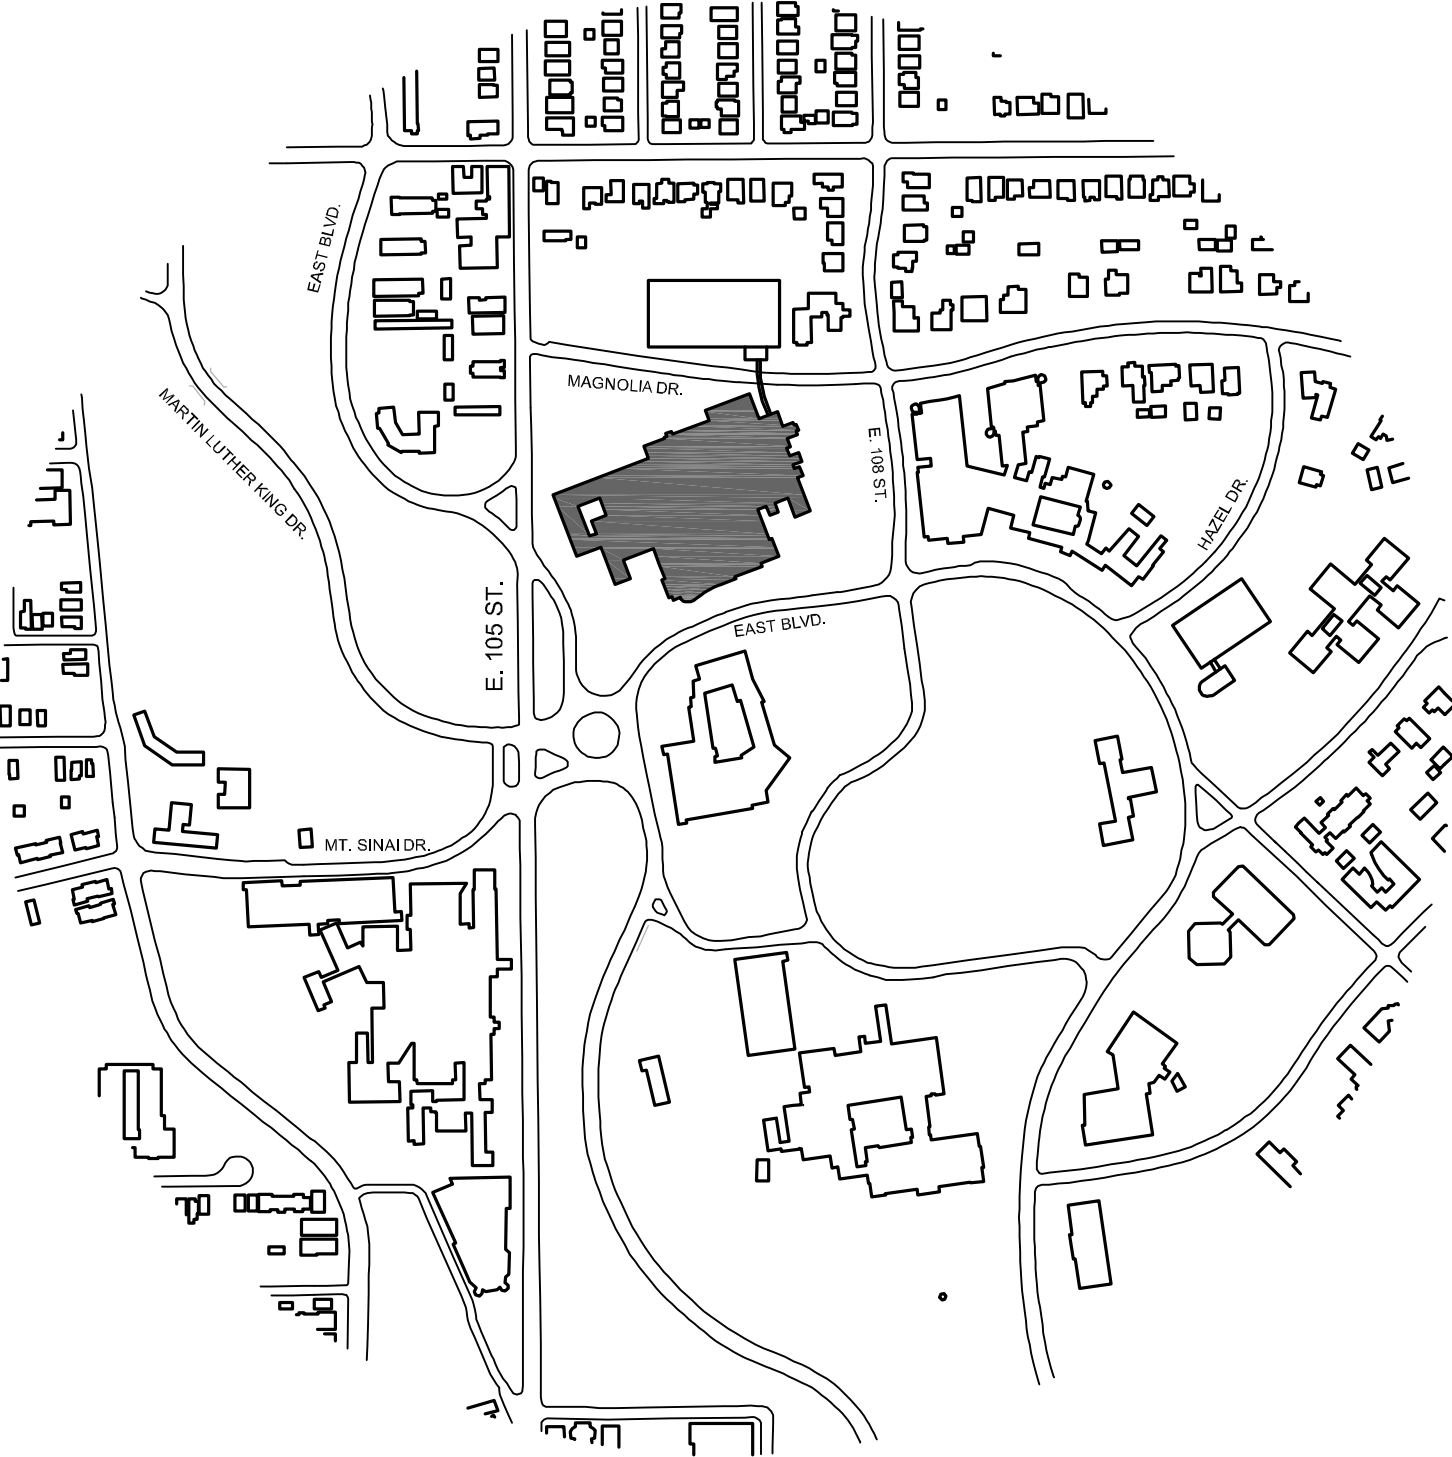 EAST BLVD.
MAGNOLIA DR.
MARTIN LUTHER KING DR.
E. 108 ST.
HAZEL DR.
E. 105 ST.
EAST BLVD.
MT. SINAI DR.